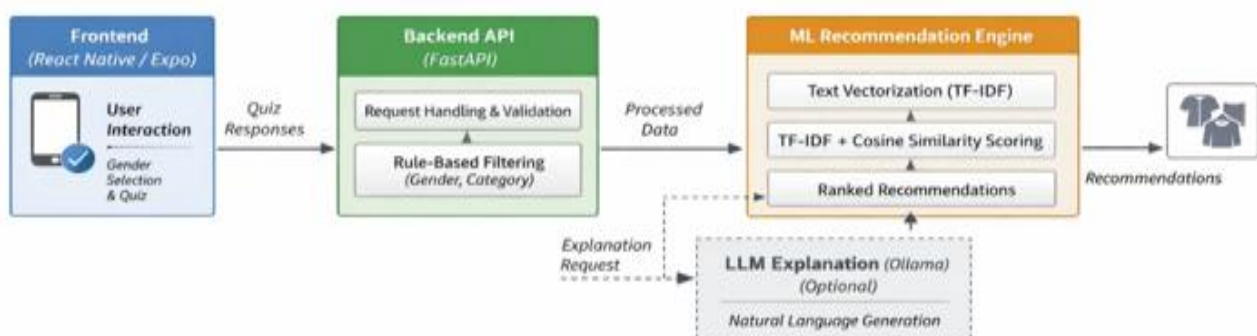 Frontend
(React Native / Expo)
User
Interaction
Gender
Selection
& Quiz
Quiz
Responses
Backend API
(FastAPI)
Request Handling & Validation
Rule-Based Filtering
(Gender, Category)
Processed
Data
ML Recommendation Engine
Text Vectorization (TF-IDF)
TF-IDF + Cosine Similarity Scoring
Ranked Recommendations
Recommendations
Explanation
Request
LLM Explanation (Ollama)
(Optional)
Natural Language Generation